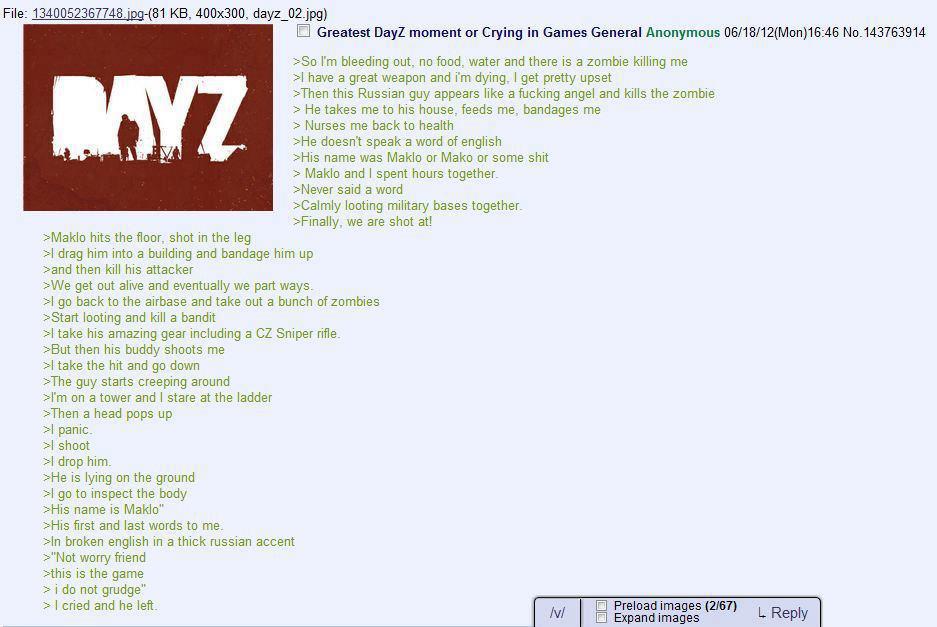 File: 1340052367748.jpg-(81 KB, 400x300, dayz_02.jpg)
DAYZ
Greatest DayZ moment or Crying in Games General Anonymous 06/18/12(Mon)16:46 No.143763914
>So I'm bleeding out, no food, water and there is a zombie killing me
>I have a great weapon and i'm dying, I get pretty upset
>Then this Russian guy appears like a fucking angel and kills the zombie
> He takes me to his house, feeds me, bandages me
> Nurses me back to health
>He doesn't speak a word of english
>His name was Maklo or Mako or some shit
> Maklo and I spent hours together.
>Never said a word
>Calmly looting military bases together.
>Finally, we are shot at!
>Maklo hits the floor, shot in the leg
>I drag him into a building and bandage him up
>and then kill his attacker
>We get out alive and eventually we part ways.
>I go back to the airbase and take out a bunch of zombies
>Start looting and kill a bandit
>I take his amazing gear including a CZ Sniper rifle.
>But then his buddy shoots me
>I take the hit and go down
>The guy starts creeping around
>I'm on a tower and I stare at the ladder
>Then a head pops up
>I panic.
>I shoot
>I drop him.
>He is lying on the ground
>I go to inspect the body
>His name is Maklo"
>His first and last words to me.
>In broken english in a thick russian accent
>"Not worry friend
>this is the game
> i do not grudge"
> I cried and he left.
/v/
Preload images (2/67)
Expand images
↳ Reply